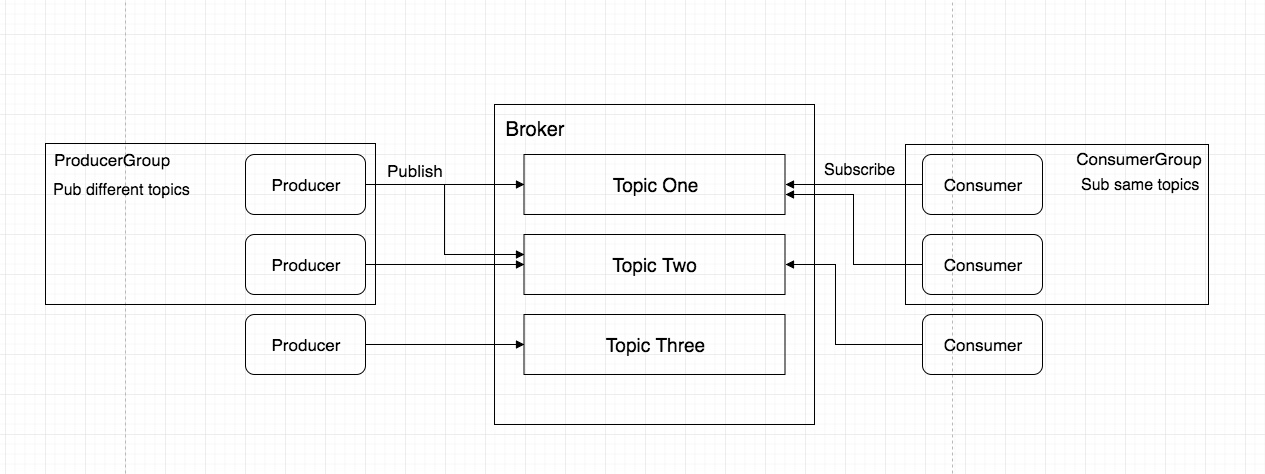 Broker
ProducerGroup
Pub different topics
Producer
Publish
Topic One
Subscribe
Consumer
ConsumerGroup
Sub same topics
Producer
Topic Two
Consumer
Producer
Topic Three
Consumer